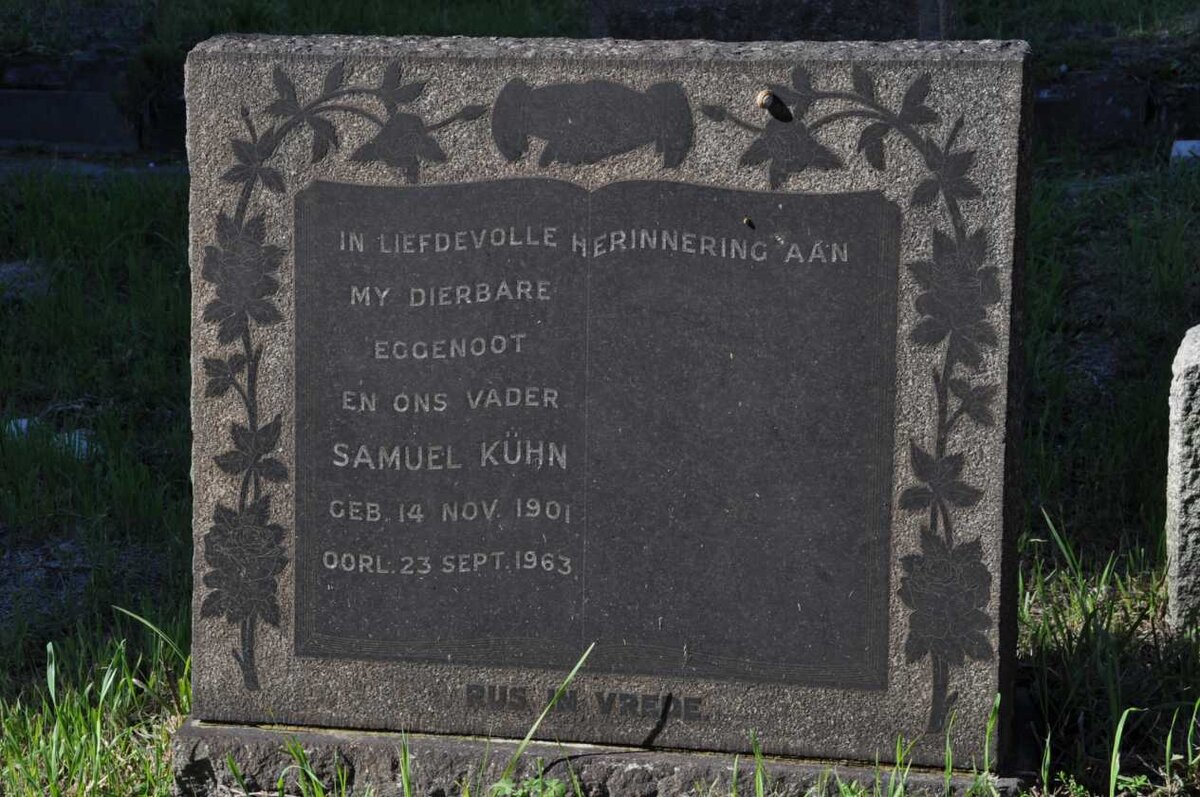 IN LIEFDEVOLLE HERINNERING AAN
MY DIERBARE
EGGENOOT
EN ONS VADER
SAMUEL KÜHN
GEB. 14 NOV. 1901
OORL. 23 SEPT. 1963
RUS IN VREDE.